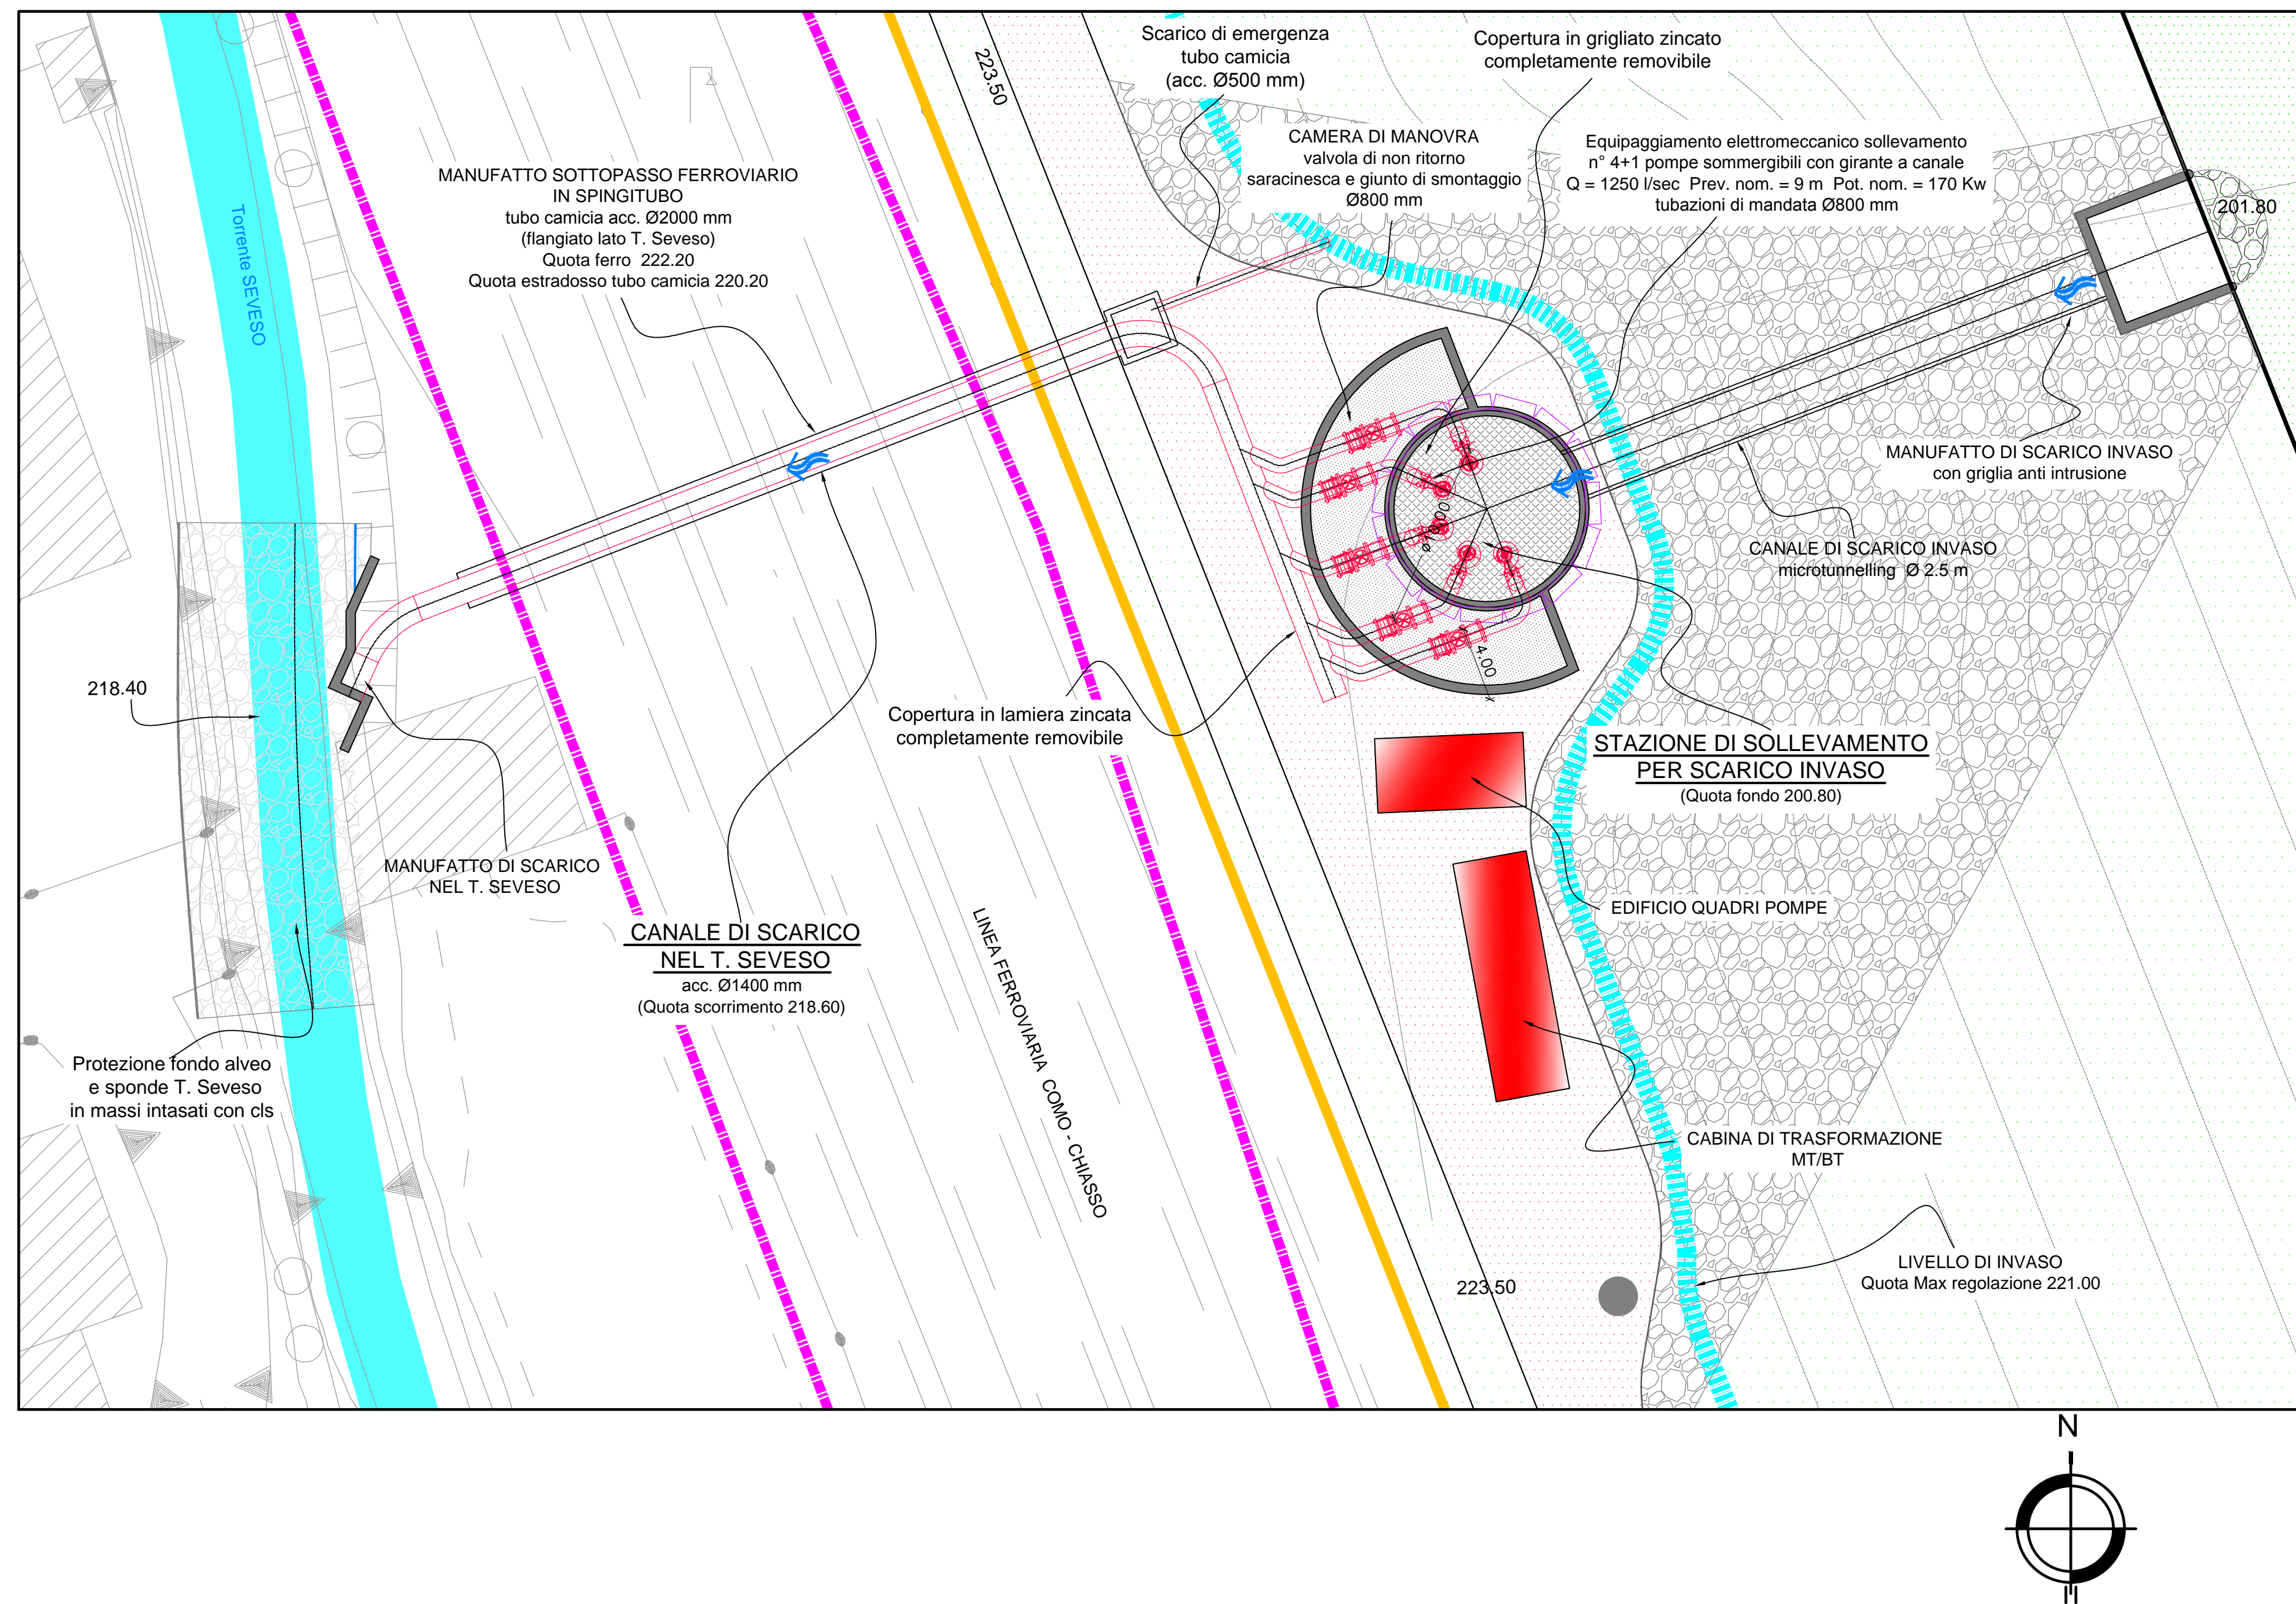 Scarico di emergenza
tubo camicia
(acc. Ø500 mm)
Copertura in grigliato zincato
completamente removibile
223.50
CAMERA DI MANOVRA
valvola di non ritorno
saracinesca e giunto di smontaggio
Ø800 mm
Equipaggiamento elettromeccanico sollevamento
n° 4+1 pompe sommergibili con girante a canale
Q = 1250 l/sec Prev. nom. = 9 m Pot. nom. = 170 Kw
tubazioni di mandata Ø800 mm
MANUFATTO SOTTOPASSO FERROVIARIO
IN SPINGITUBO
tubo camicia acc. Ø2000 mm
(flangiato lato T. Seveso)
Quota ferro 222.20
Quota estradosso tubo camicia 220.20
Torrente SEVESO
201.80
MANUFATTO DI SCARICO INVASO
con griglia anti intrusione
CANALE DI SCARICO INVASO
microtunnelling Ø 2.5 m
4.00
218.40
Copertura in lamiera zincata
completamente removibile
STAZIONE DI SOLLEVAMENTO
PER SCARICO INVASO
(Quota fondo 200.80)
MANUFATTO DI SCARICO
NEL T. SEVESO
EDIFICIO QUADRI POMPE
CANALE DI SCARICO
NEL T. SEVESO
acc. Ø1400 mm
(Quota scorrimento 218.60)
LINEA FERROVIARIA COMO - CHIASSO
Protezione fondo alveo
e sponde T. Seveso
in massi intasati con cls
CABINA DI TRASFORMAZIONE
MT/BT
LIVELLO DI INVASO
Quota Max regolazione 221.00
223.50
N